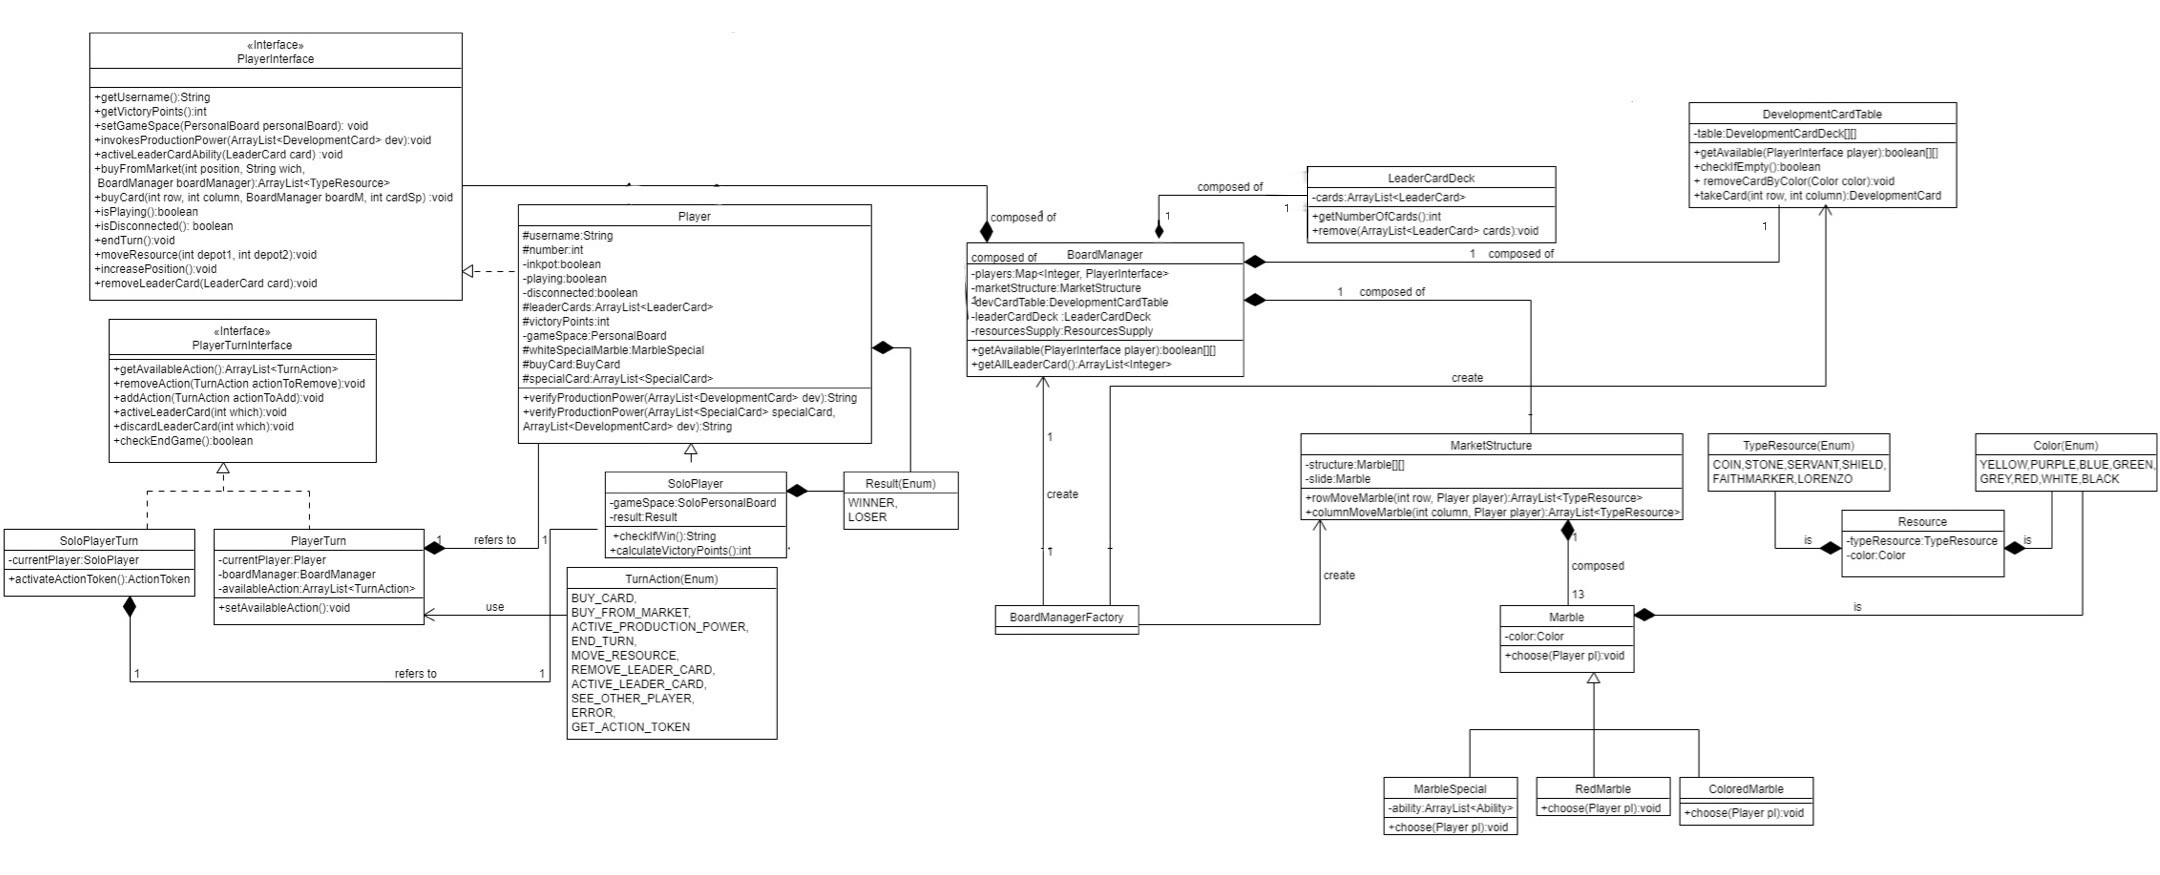 «Interface»
PlayerInterface
+getUsername():String
+getVictoryPoints():int
+setGameSpace(PersonalBoard personalBoard): void
+invokesProductionPower(ArrayList<DevelopmentCard> dev):void
+activeLeaderCardAbility(LeaderCard card) :void
+buyFromMarket(int position, String wich,
BoardManager boardManager):ArrayList<TypeResource>
+buyCard(int row, int column, BoardManager boardM, int cardSp) :void
+isPlaying():boolean
+isDisconnected(): boolean
+endTurn():void
+moveResource(int depot1, int depot2):void
+increasePosition():void
+removeLeaderCard(LeaderCard card):void
«Interface»
PlayerTurnInterface
+getAvailableAction():ArrayList<TurnAction>
+removeAction(TurnAction actionToRemove):void
+addAction(TurnAction actionToAdd):void
+activeLeaderCard(int which):void
+discardLeaderCard(int which):void
+checkEndGame():boolean
SoloPlayerTurn
-currentPlayer:SoloPlayer
+activateActionToken():ActionToken
PlayerTurn
-currentPlayer:Player
-boardManager:BoardManager
-availableAction:ArrayList<TurnAction>
+setAvailableAction():void
1
refers to
1
1
refers to
1
use
Player
#username:String
#number:int
-inkpot:boolean
-playing:boolean
-disconnected:boolean
#leaderCards:ArrayList<LeaderCard>
#victoryPoints:int
-gameSpace:PersonalBoard
#whiteSpecialMarble:MarbleSpecial
#buyCard:BuyCard
#specialCard:ArrayList<SpecialCard>
+verifyProductionPower(ArrayList<DevelopmentCard> dev):String
+verifyProductionPower(ArrayList<SpecialCard> specialCard,
ArrayList<DevelopmentCard> dev):String
SoloPlayer
-gameSpace:SoloPersonalBoard
-result:Result
+checkIfWin():String
+calculateVictoryPoints():int
Result(Enum)
WINNER,
LOSER
TurnAction(Enum)
BUY_CARD,
BUY_FROM_MARKET,
ACTIVE_PRODUCTION_POWER,
END_TURN,
MOVE_RESOURCE,
REMOVE_LEADER_CARD,
ACTIVE_LEADER_CARD,
SEE_OTHER_PLAYER,
ERROR,
GET_ACTION_TOKEN
composed of
1
composed of
1
BoardManager
-players:Map<Integer, PlayerInterface>
-marketStructure:MarketStructure
-devCardTable:DevelopmentCardTable
-leaderCardDeck :LeaderCardDeck
-resourcesSupply:ResourcesSupply
+getAvailable(PlayerInterface player):boolean[][]
+getAllLeaderCard():ArrayList<Integer>
composed of
1
1
LeaderCardDeck
-cards:ArrayList<LeaderCard>
+getNumberOfCards():int
+remove(ArrayList<LeaderCard> cards):void
DevelopmentCardTable
-table:DevelopmentCardDeck[][]
+getAvailable(PlayerInterface player):boolean[][]
+checkIfEmpty():boolean
+ removeCardByColor(Color color):void
+takeCard(int row, int column):DevelopmentCard
1
1 composed of
1 composed of
create
1
create
1
BoardManagerFactory
create
MarketStructure
-structure:Marble[][]
-slide:Marble
+rowMoveMarble(int row, Player player):ArrayList<TypeResource>
+columnMoveMarble(int column, Player player):ArrayList<TypeResource>
1
composed
13
TypeResource(Enum)
COIN,STONE,SERVANT,SHIELD,
FAITHMARKER,LORENZO
Color(Enum)
YELLOW,PURPLE,BLUE,GREEN,
GREY,RED,WHITE,BLACK
Resource
-typeResource:TypeResource
-color:Color
is
is
is
Marble
-color:Color
+choose(Player pl):void
MarbleSpecial
-ability:ArrayList<Ability>
+choose(Player pl):void
RedMarble
+choose(Player pl):void
ColoredMarble
+choose(Player pl):void